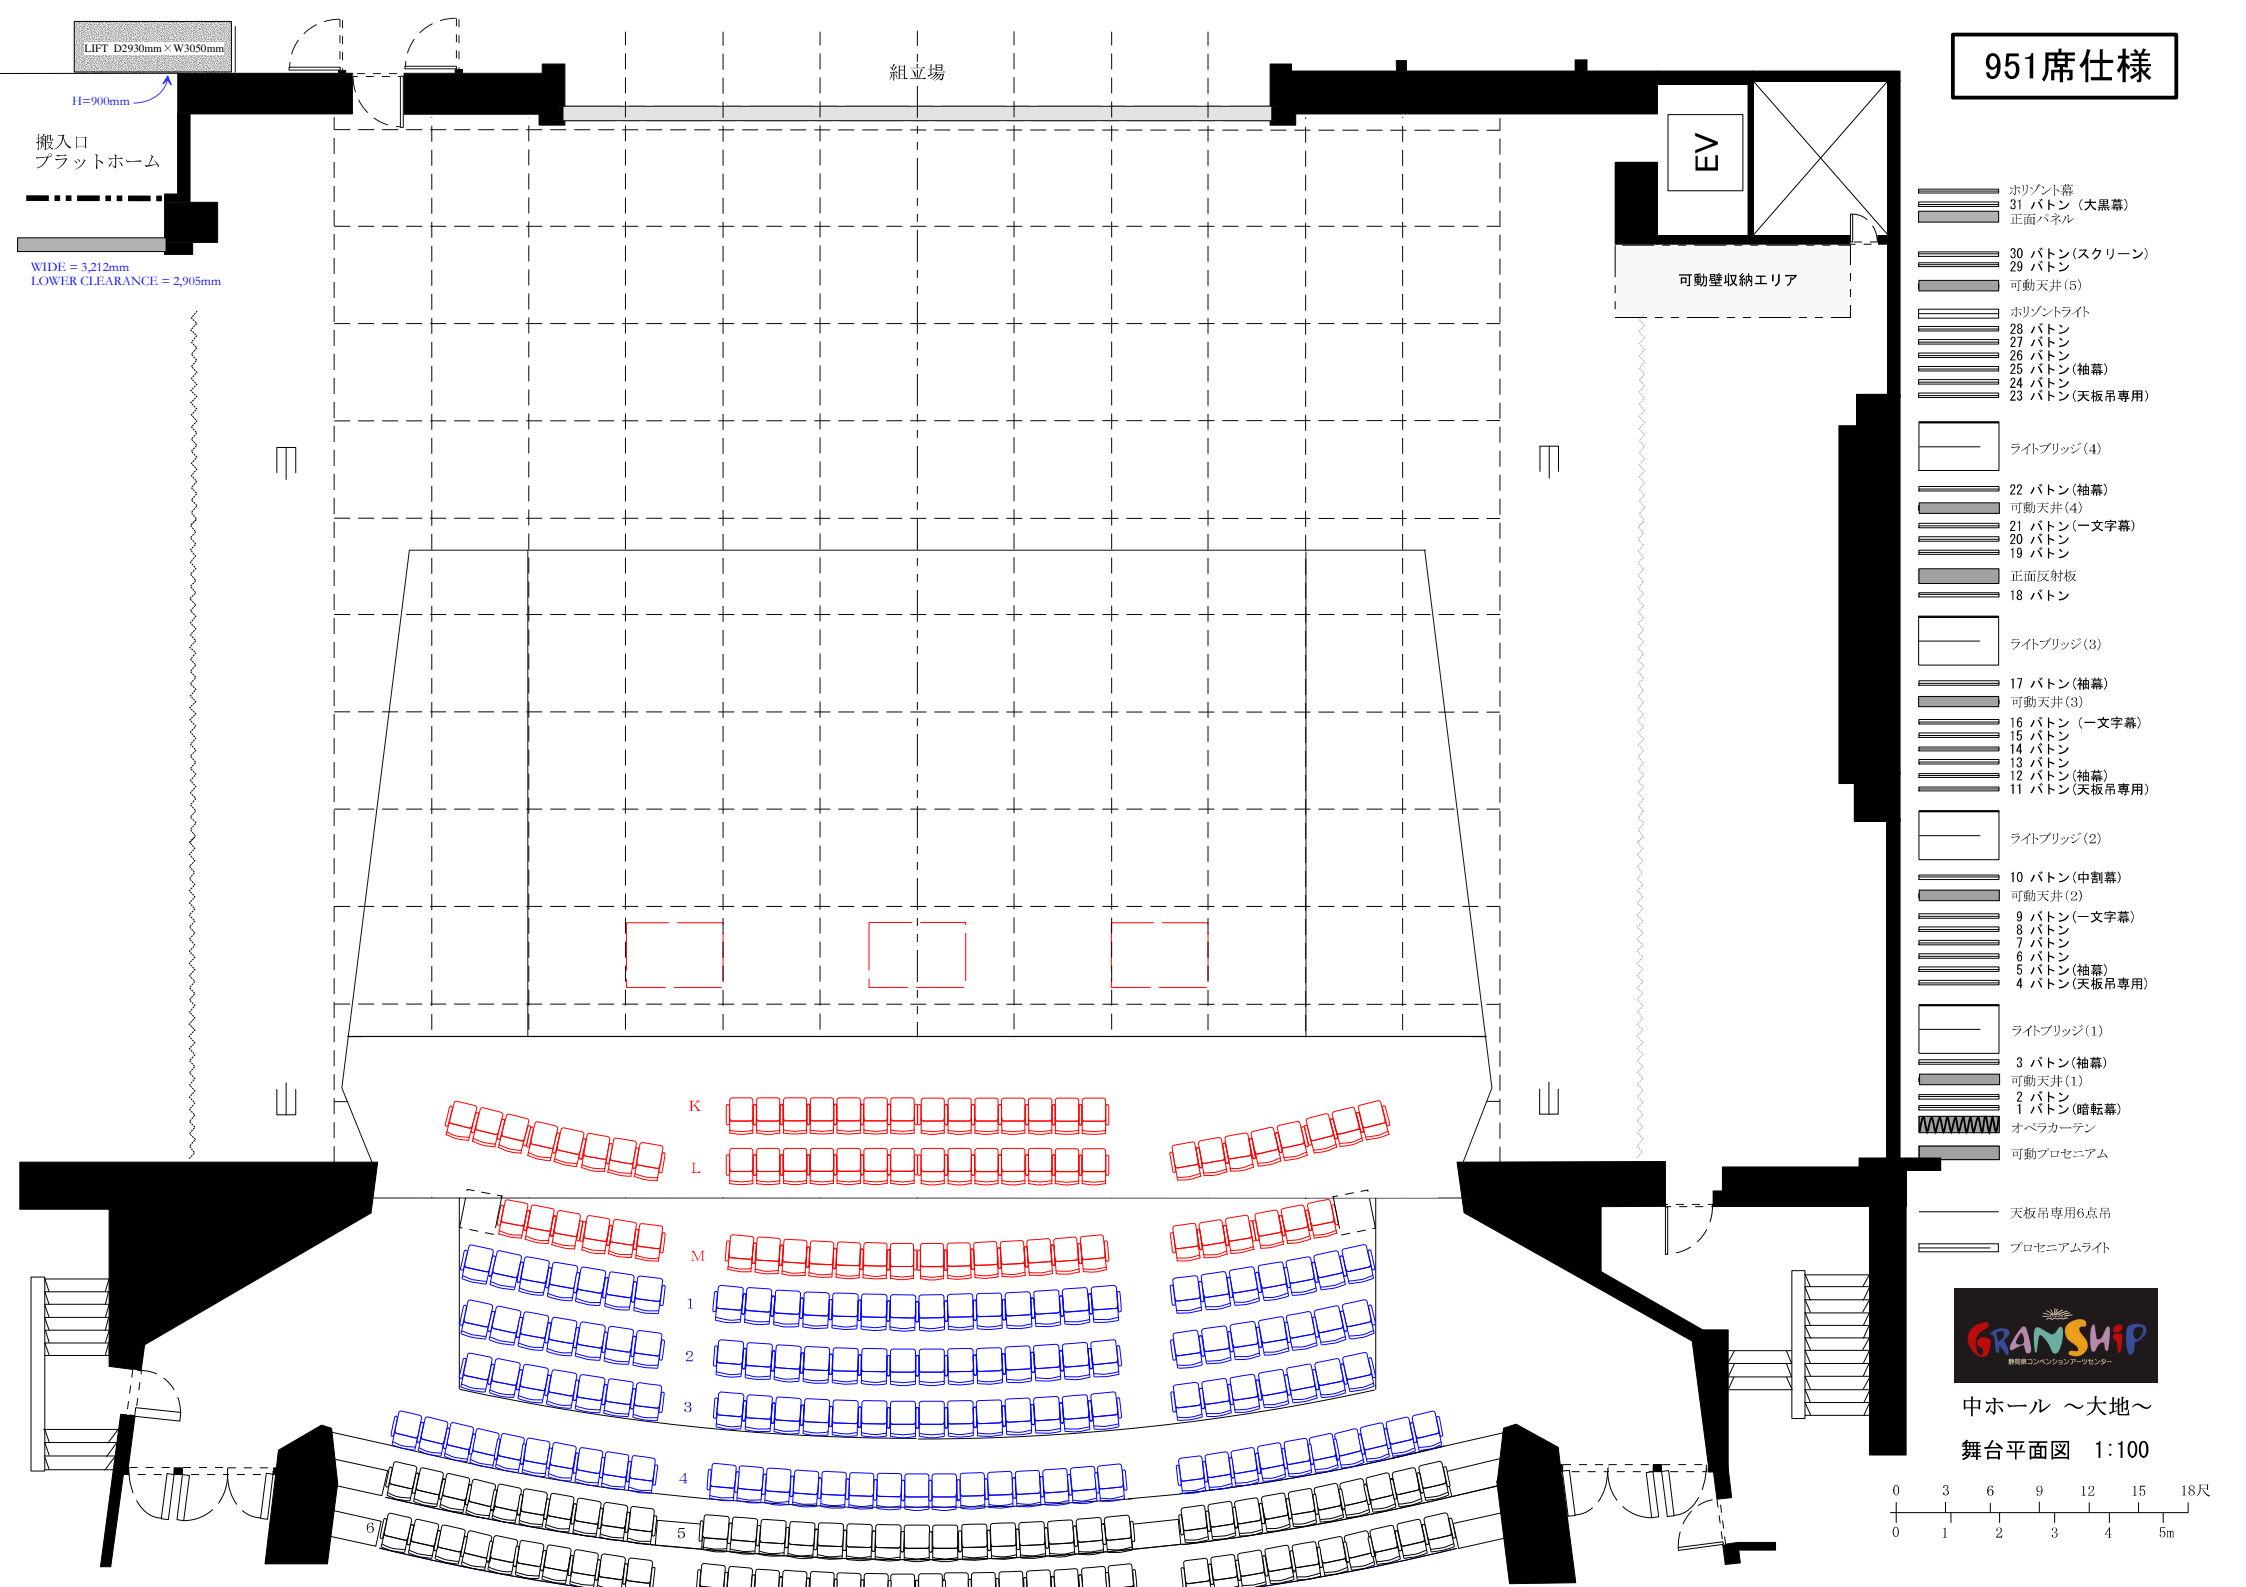 LIFT D2930mm×W3050mm
H=900mm
搬入口
プラットホーム
WIDE = 3,212mm
LOWER CLEARANCE = 2,905mm
組立場
EV
可動壁収納エリア
951席仕様
ホリゾント幕
31 バトン (大黒幕)
正面パネル
30 バトン(スクリーン)
29 バトン
可動天井(5)
ホリゾントライト
28 バトン
27 バトン
26 バトン
25 バトン(袖幕)
24 バトン
23 バトン(天板吊専用)
ライトブリッジ(4)
22 バトン(袖幕)
可動天井(4)
21 バトン(一文字幕)
20 バトン
19 バトン
正面反射板
18 バトン
ライトブリッジ(3)
17 バトン(袖幕)
可動天井(3)
16 バトン (一文字幕)
15 バトン
14 バトン
13 バトン
12 バトン(袖幕)
11 バトン(天板吊専用)
ライトブリッジ(2)
10 バトン(中割幕)
可動天井(2)
9 バトン(一文字幕)
8 バトン
7 バトン
6 バトン
5 バトン(袖幕)
4 バトン(天板吊専用)
ライトブリッジ(1)
3 バトン(袖幕)
可動天井(1)
2 バトン
1 バトン(暗転幕)
オペラカーテン
可動プロセニアム
天板吊専用6点吊
プロセニアムライト
K
L
M
1
2
3
4
5
6
GRANSHIP
静岡県コンベンションアーツセンター
中ホール ～大地～
舞台平面図 1:100
0 3 6 9 12 15 18尺
0 1 2 3 4 5m